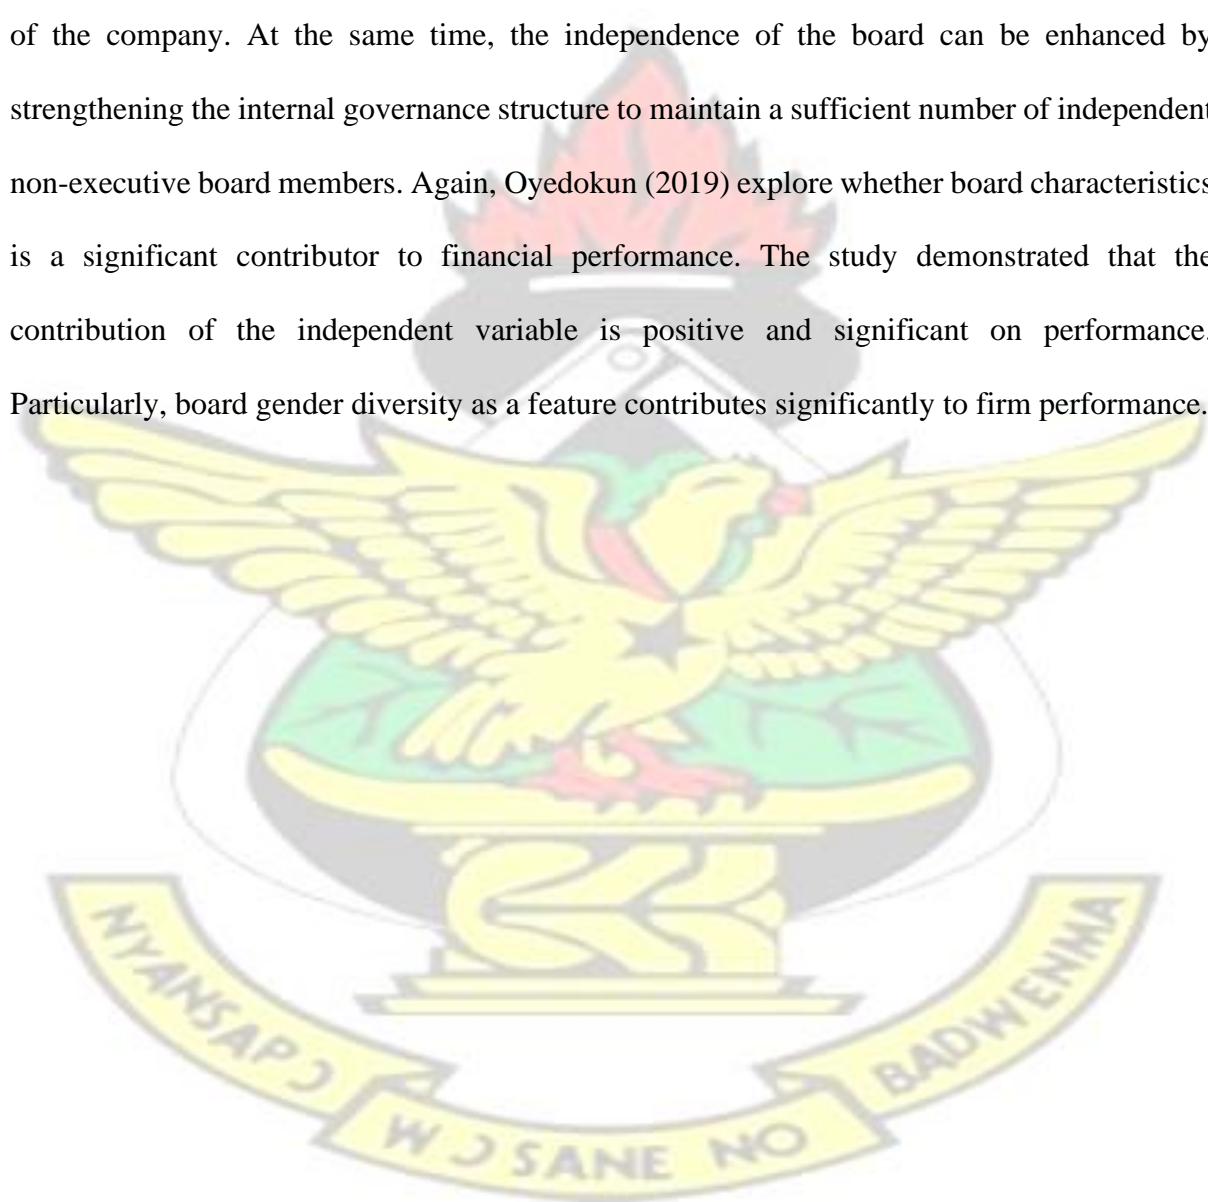 of the company. At the same time, the independence of the board can be enhanced by
strengthening the internal governance structure to maintain a sufficient number of independent
non-executive board members. Again, Oyedokun (2019) explore whether board characteristics
is a significant contributor to financial performance. The study demonstrated that the
contribution of the independent variable is positive and significant on performance.
Particularly, board gender diversity as a feature contributes significantly to firm performance.
NYANSAPƆ
WƆ SANE NO
BADWENMA